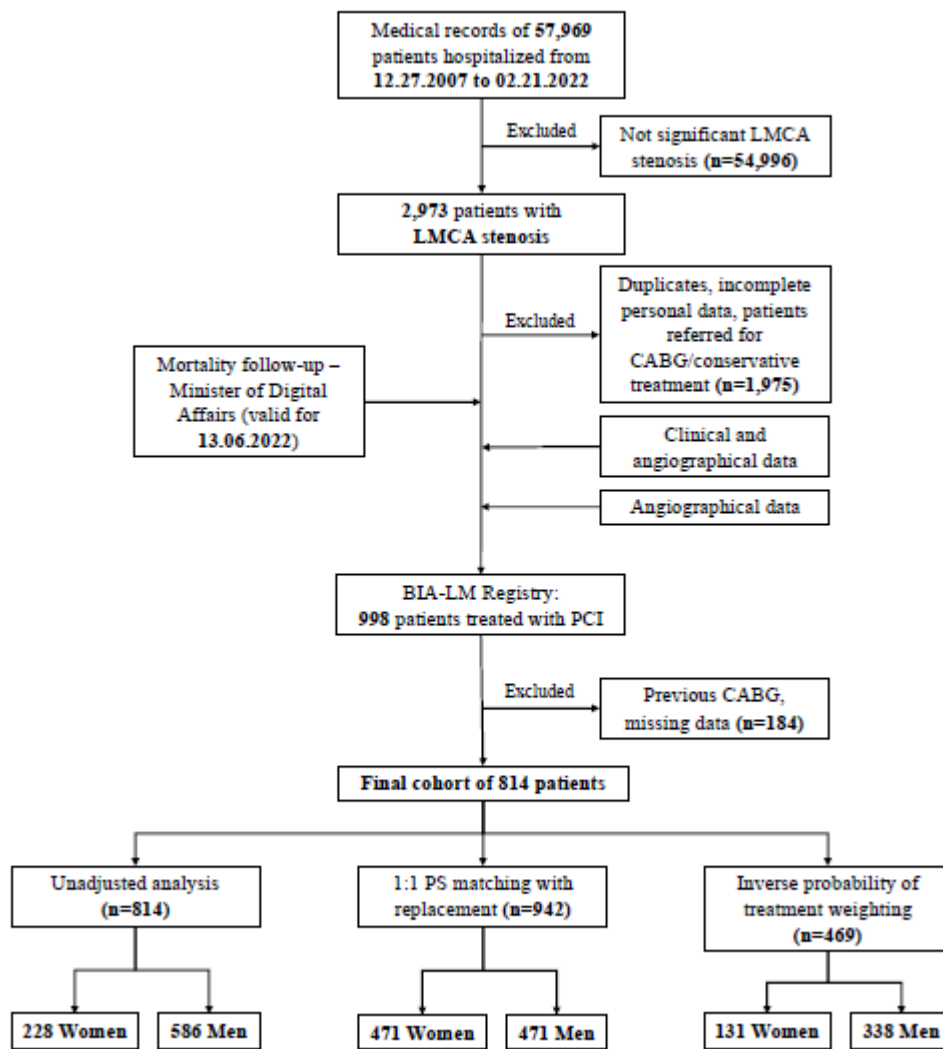 Medical records of 57,969
patients hospitalized from
12.27.2007 to 02.21.2022
Excluded
Not significant LMCA
stenosis (n=54,996)
2,973 patients with
LMCA stenosis
Excluded
Duplicates, incomplete
personal data, patients
referred for
CABG/conservative
treatment (n=1,975)
Mortality follow-up –
Minister of Digital
Affairs (valid for
13.06.2022)
Clinical and
angiographical data
Angiographical data
BIA-LM Registry:
998 patients treated with PCI
Excluded
Previous CABG,
missing data (n=184)
Final cohort of 814 patients
Unadjusted analysis
(n=814)
1:1 PS matching with
replacement (n=942)
Inverse probability of
treatment weighting
(n=469)
228 Women
586 Men
471 Women
471 Men
131 Women
338 Men